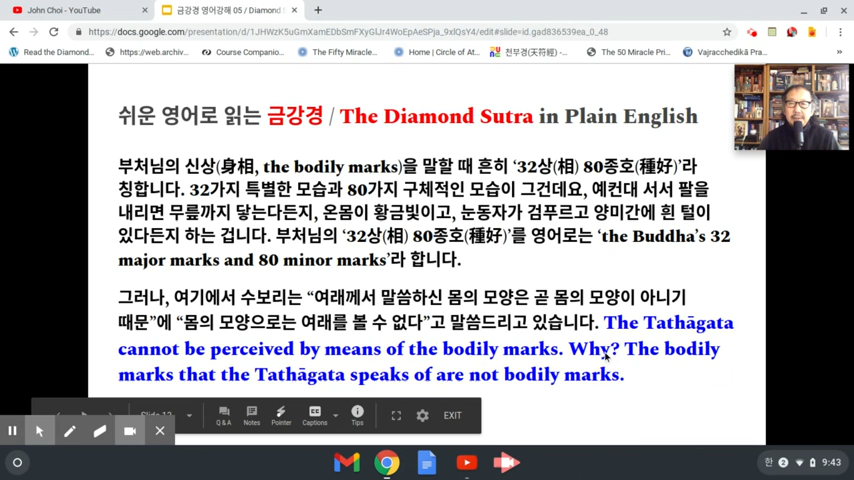 John Choi - YouTube
금강경 영어강해 05 / Diamond S
https://docs.google.com/presentation/d/1JHWzK5uGmXamEDbSmFXyGlJr4WoEpAeSPja_9xlQsY4/edit#slide=id.gad836539ea_0_48
Read the Diamond...
https://web.archiv...
Course Companio...
The Fifty Miracle...
Home | Circle of At...
천부경(天符經) -...
The 50 Miracle Pri...
Vajracchedikā Pra...
쉬운 영어로 읽는 금강경 / The Diamond Sutra in Plain English
부처님의 신상(身相, the bodily marks)을 말할 때 흔히 ‘32상(相) 80종호(種好)’라
칭합니다. 32가지 특별한 모습과 80가지 구체적인 모습이 그건데요, 예컨대 서서 팔을
내리면 무릎까지 닿는다든지, 온몸이 황금빛이고, 눈동자가 검푸르고 양미간에 흰 털이
있다든지 하는 겁니다. 부처님의 ‘32상(相) 80종호(種好)’를 영어로는 ‘the Buddha’s 32
major marks and 80 minor marks’라 합니다.
그러나, 여기에서 수보리는 “여래께서 말씀하신 몸의 모양은 곧 몸의 모양이 아니기
때문”에 “몸의 모양으로는 여래를 볼 수 없다”고 말씀드리고 있습니다. The Tathāgata
cannot be perceived by means of the bodily marks. Why? The bodily
marks that the Tathāgata speaks of are not bodily marks.
Q & A
Notes
Pointer
Captions
Tips
EXIT
한
2
9:43